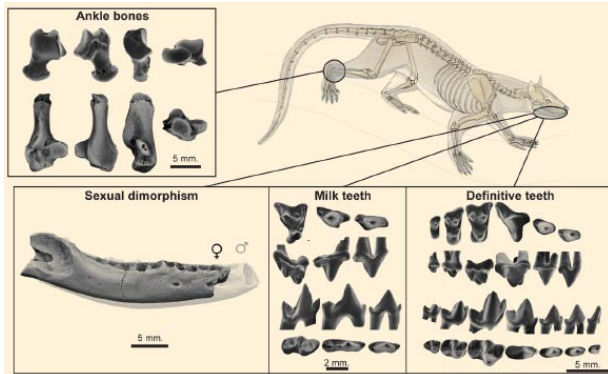 Ankle bones
5 mm.
Sexual dimorphism
♀ ♂
5 mm.
Milk teeth
2 mm.
Definitive teeth
5 mm.